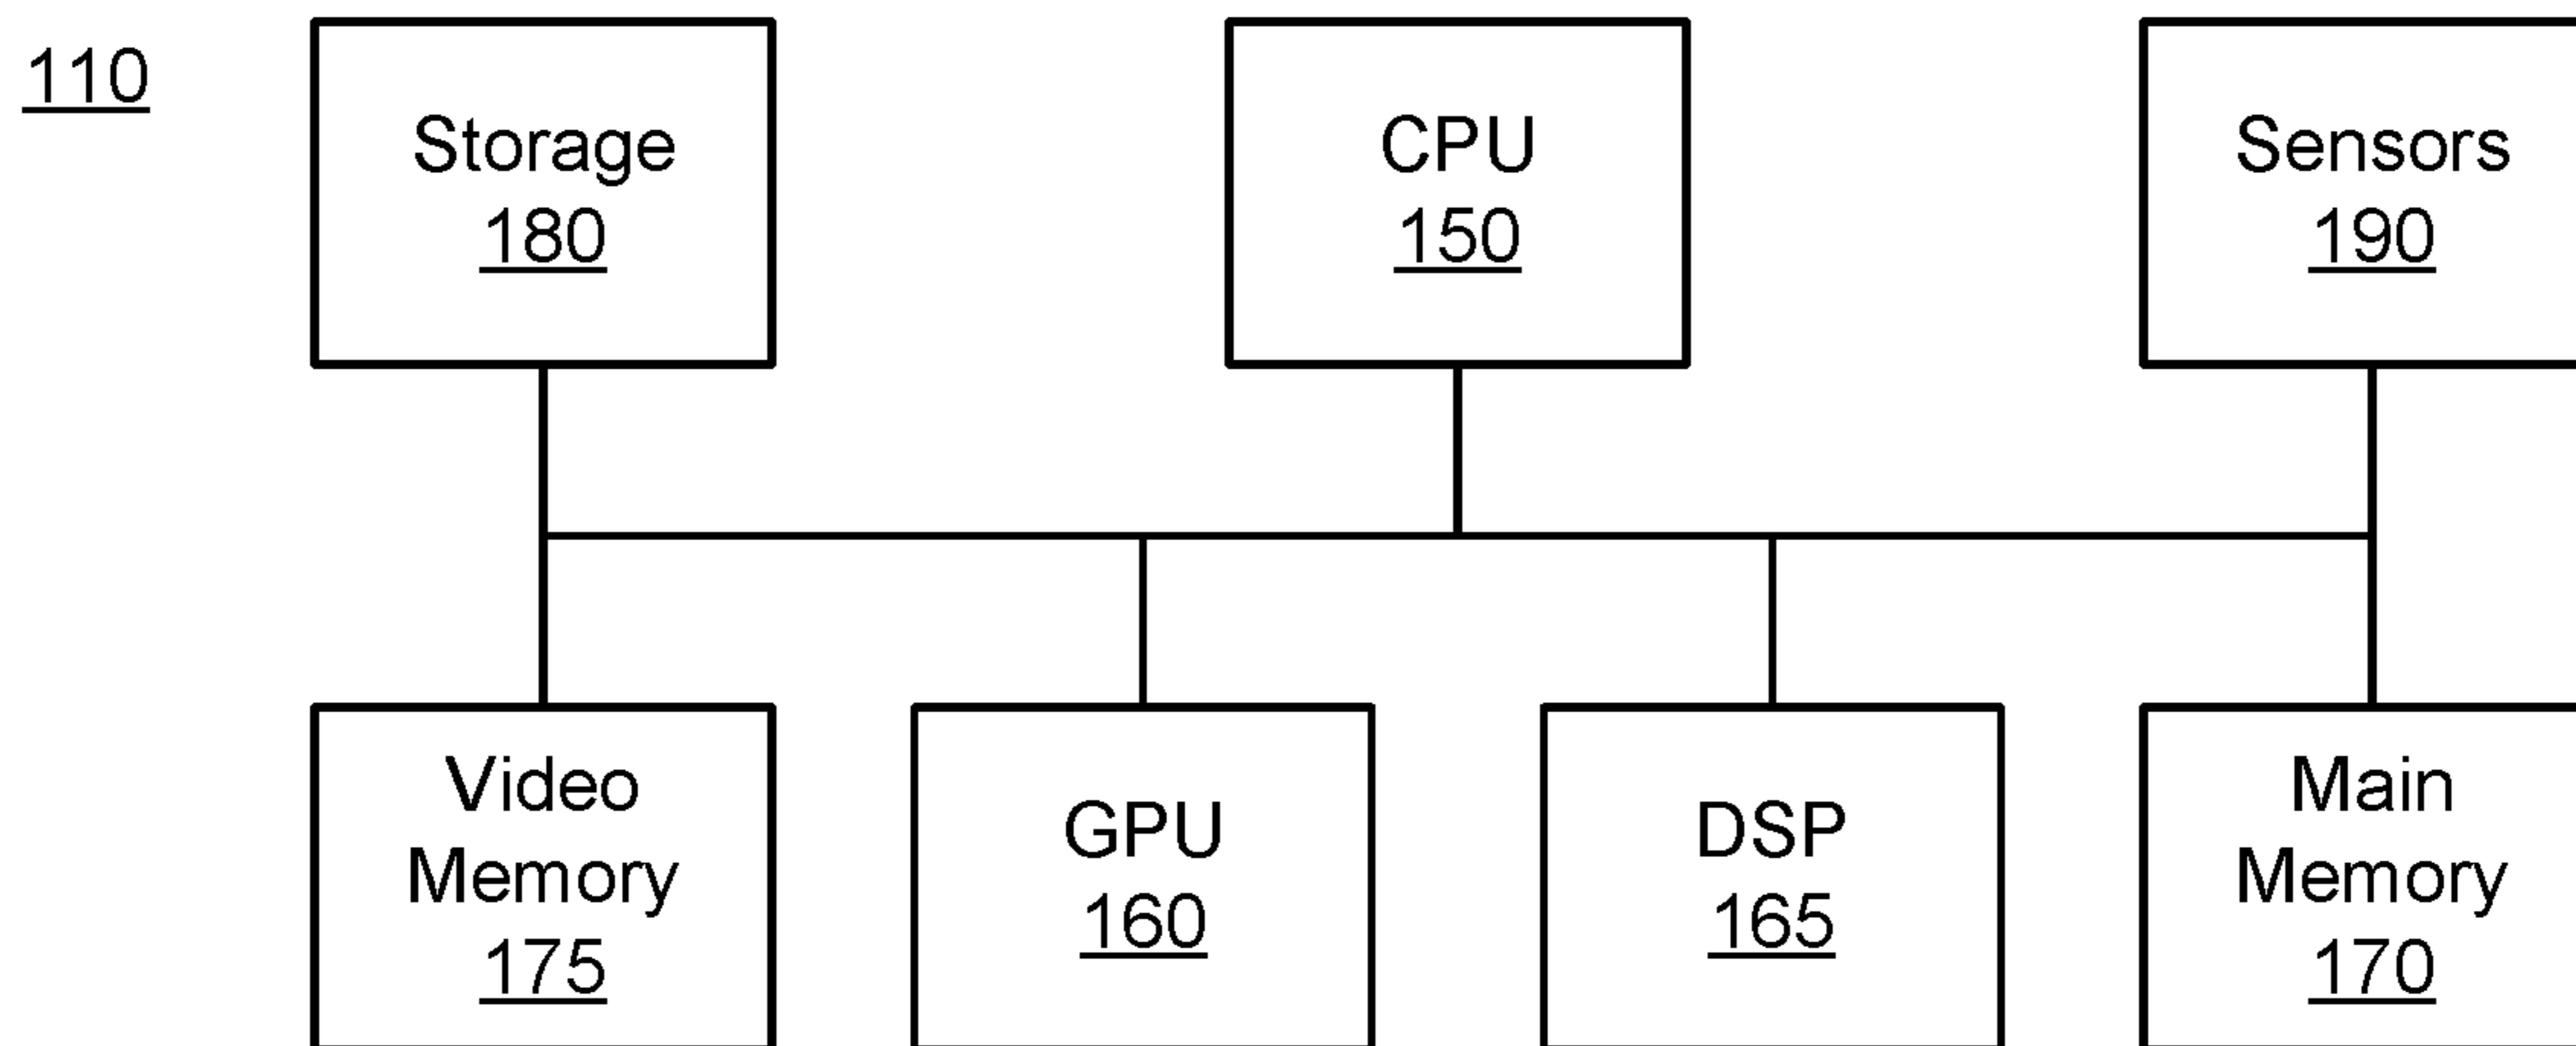 110
Storage
180
CPU
150
Sensors
190
Video
Memory
175
GPU
160
DSP
165
Main
Memory
170